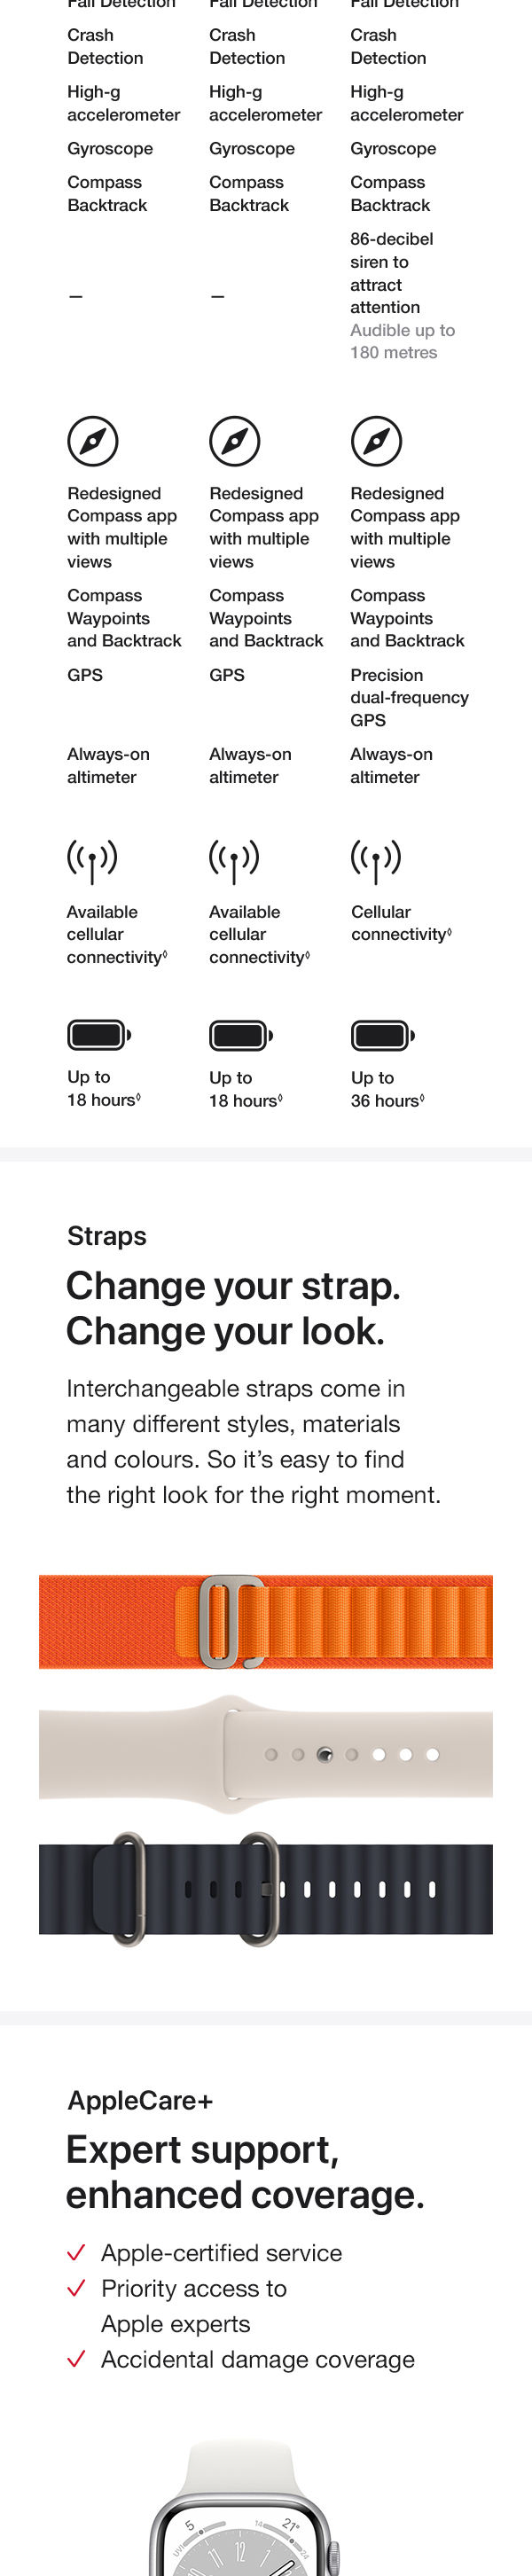 Fall Detection Fall Detection Fall Detection
Crash Crash Crash
Detection Detection Detection
High-g High-g High-g
accelerometer accelerometer accelerometer
Gyroscope Gyroscope Gyroscope
Compass Compass Compass
Backtrack Backtrack Backtrack
86-decibel
siren to
attract
– – attention
Audible up to
180 metres
Redesigned Redesigned Redesigned
Compass app Compass app Compass app
with multiple with multiple with multiple
views views views
Compass Compass Compass
Waypoints Waypoints Waypoints
and Backtrack and Backtrack and Backtrack
GPS GPS Precision
dual-frequency
GPS
Always-on Always-on Always-on
altimeter altimeter altimeter
Available Available Cellular
cellular cellular connectivity◊
connectivity◊ connectivity◊
Up to Up to Up to
18 hours◊ 18 hours◊ 36 hours◊
Straps
Change your strap.
Change your look.
Interchangeable straps come in
many different styles, materials
and colours. So it’s easy to find
the right look for the right moment.
AppleCare+
Expert support,
enhanced coverage.
Apple-certified service
Priority access to
Apple experts
Accidental damage coverage
5 14 21° 24
UVI
12